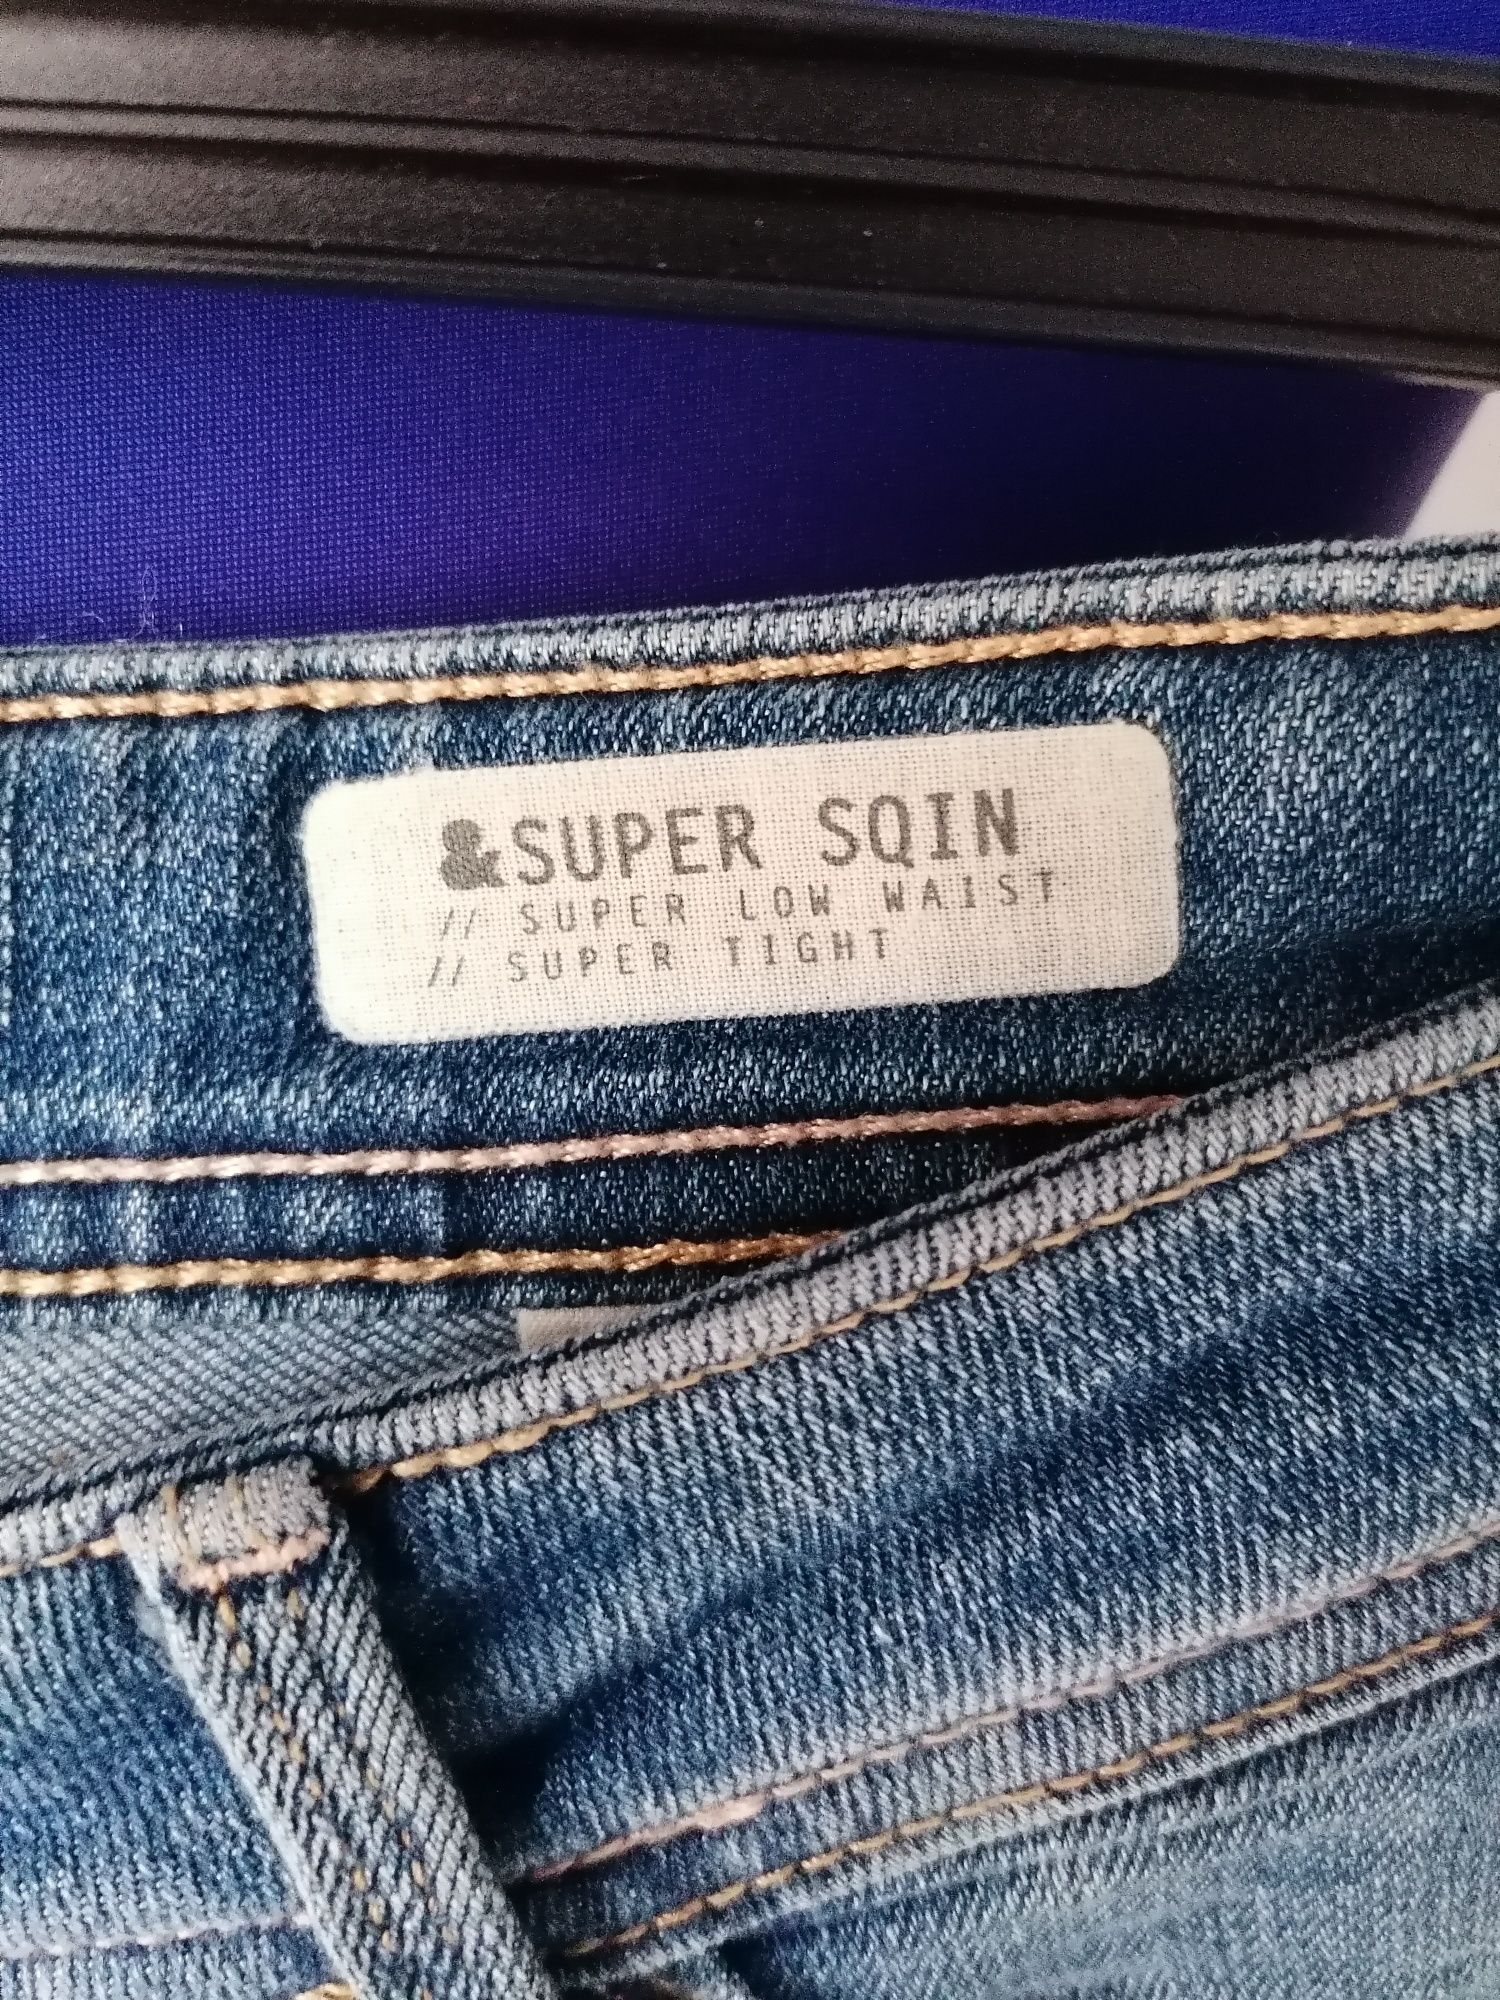 &SUPER SQIN
// SUPER LOW WAIST
// SUPER TIGHT